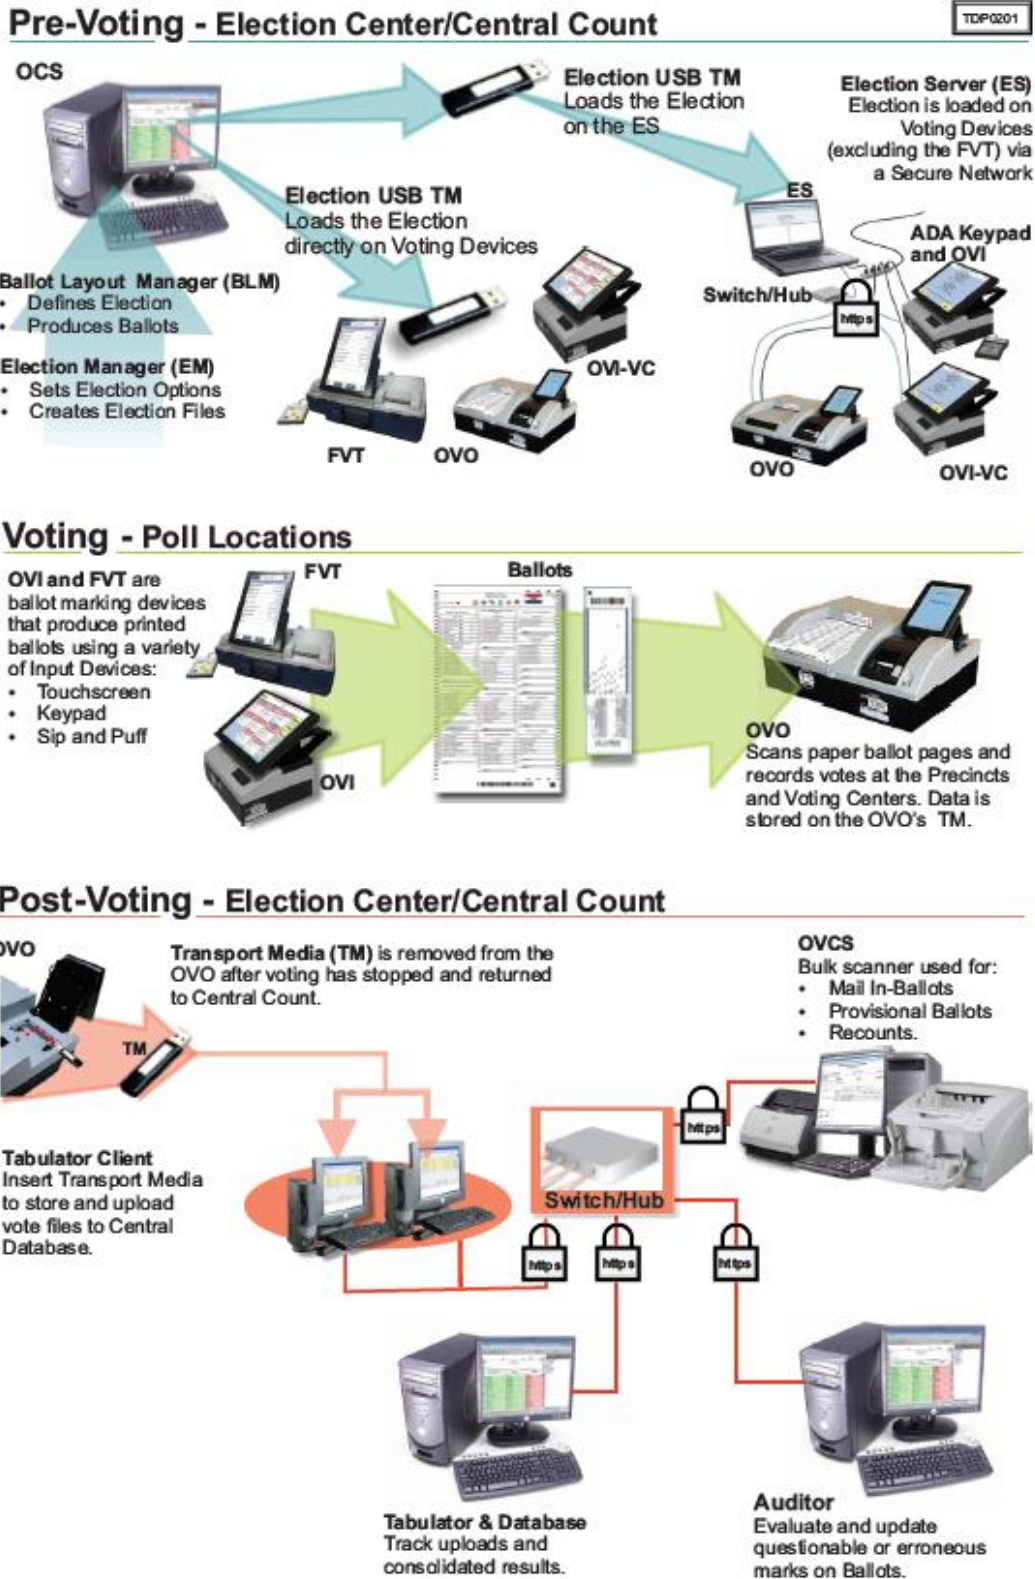 Pre-Voting - Election Center/Central Count
TDP0201
OCS
Election USB TM
Loads the Election
on the ES
Election Server (ES)
Election is loaded on
Voting Devices
(excluding the FVT) via
a Secure Network
Election USB TM
Loads the Election
directly on Voting Devices
ES
ADA Keypad
and OVI
Switch/Hub
https
Ballot Layout Manager (BLM)
• Defines Election
• Produces Ballots
Election Manager (EM)
• Sets Election Options
• Creates Election Files
OVI-VC
FVT
OVO
OVO
OVI-VC
Voting - Poll Locations
OVI and FVT are
ballot marking devices
that produce printed
ballots using a variety
of Input Devices:
• Touchscreen
• Keypad
• Sip and Puff
FVT
OVI
Ballots
OVO
Scans paper ballot pages and
records votes at the Precincts
and Voting Centers. Data is
stored on the OVO's TM.
Post-Voting - Election Center/Central Count
OVO
Transport Media (TM) is removed from the
OVO after voting has stopped and returned
to Central Count.
TM
OVCS
Bulk scanner used for:
• Mail In-Ballots
• Provisional Ballots
• Recounts.
https
Tabulator Client
Insert Transport Media
to store and upload
vote files to Central
Database.
Switch/Hub
https
https
https
Tabulator & Database
Track uploads and
consolidated results.
Auditor
Evaluate and update
questionable or erroneous
marks on Ballots.